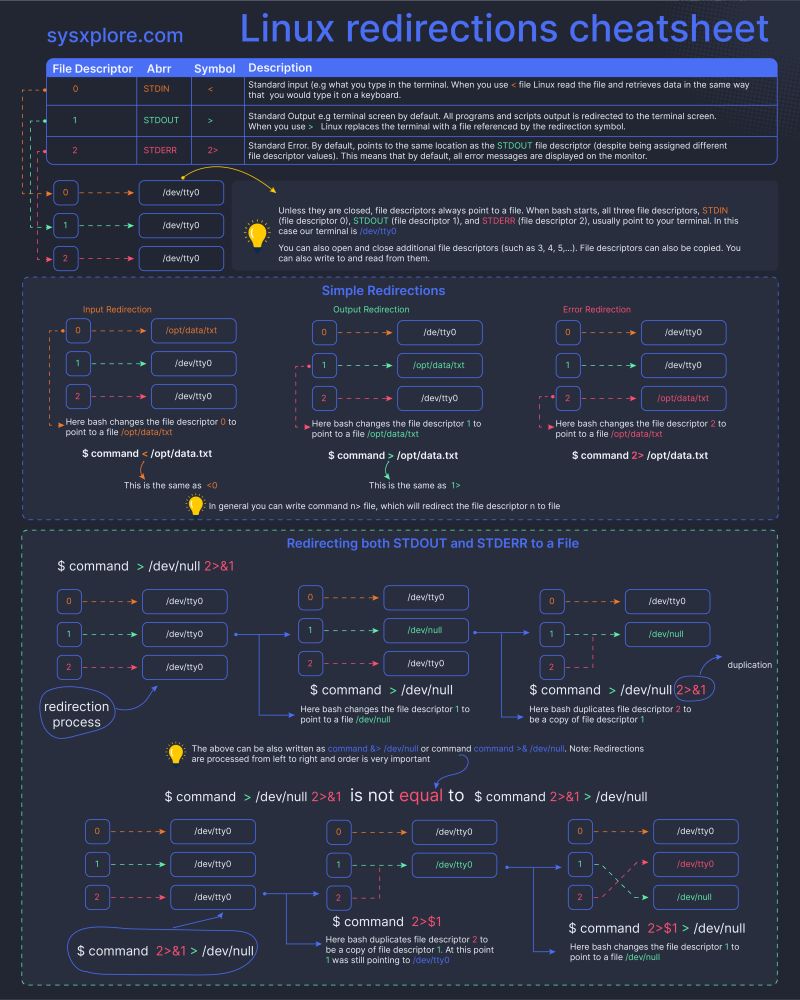 sysxplore.com
Linux redirections cheatsheet
File Descriptor Abrr Symbol Description
0 STDIN < Standard input (e.g what you type in the terminal. When you use < file Linux read the file and retrieves data in the same way
that you would type it on a keyboard.
1 STDOUT > Standard Output e.g terminal screen by default. All programs and scripts output is redirected to the terminal screen.
When you use > Linux replaces the terminal with a file referenced by the redirection symbol.
2 STDERR 2> Standard Error. By default, points to the same location as the STDOUT file descriptor (despite being assigned different
file descriptor values). This means that by default, all error messages are displayed on the monitor.
0 /dev/tty0
1 /dev/tty0
2 /dev/tty0
Unless they are closed, file descriptors always point to a file. When bash starts, all three file descriptors, STDIN
(file descriptor 0), STDOUT (file descriptor 1), and STDERR (file descriptor 2), usually point to your terminal. In this
case our terminal is /dev/tty0
You can also open and close additional file descriptors (such as 3, 4, 5,...). File descriptors can also be copied. You
can also write to and read from them.
Simple Redirections
Input Redirection
0 /opt/data/txt
1 /dev/tty0
2 /dev/tty0
Here bash changes the file descriptor 0 to
point to a file /opt/data/txt
$ command < /opt/data.txt
This is the same as <0
Output Redirection
0 /de/tty0
1 /opt/data/txt
2 /dev/tty0
Here bash changes the file descriptor 1 to
point to a file /opt/data/txt
$ command > /opt/data.txt
This is the same as 1>
Error Redirection
0 /dev/tty0
1 /dev/tty0
2 /opt/data/txt
Here bash changes the file descriptor 2 to
point to a file /opt/data/txt
$ command 2> /opt/data.txt
In general you can write command n> file, which will redirect the file descriptor n to file
Redirecting both STDOUT and STDERR to a File
$ command > /dev/null 2>&1
0 /dev/tty0
1 /dev/tty0
2 /dev/tty0
redirection
process
0 /dev/tty0
1 /dev/null
2 /dev/tty0
$ command > /dev/null
Here bash changes the file descriptor 1 to
point to a file /dev/null
0 /dev/tty0
1 /dev/null
2
duplication
$ command > /dev/null 2>&1
Here bash duplicates file descriptor 2 to
be a copy of file descriptor 1
The above can be also written as command &> /dev/null or command command >& /dev/null. Note: Redirections
are processed from left to right and order is very important
$ command > /dev/null 2>&1 is not equal to $ command 2>&1 > /dev/null
0 /dev/tty0
1 /dev/tty0
2 /dev/tty0
$ command 2>&1 > /dev/null
0 /dev/tty0
1 /dev/tty0
2
$ command 2>$1
Here bash duplicates file descriptor 2 to
be a copy of file descriptor 1. At this point
1 was still pointing to /dev/tty0
0 /dev/tty0
1 /dev/tty0
2 /dev/null
$ command 2>$1 > /dev/null
Here bash changes the file descriptor 1 to
point to a file /dev/null